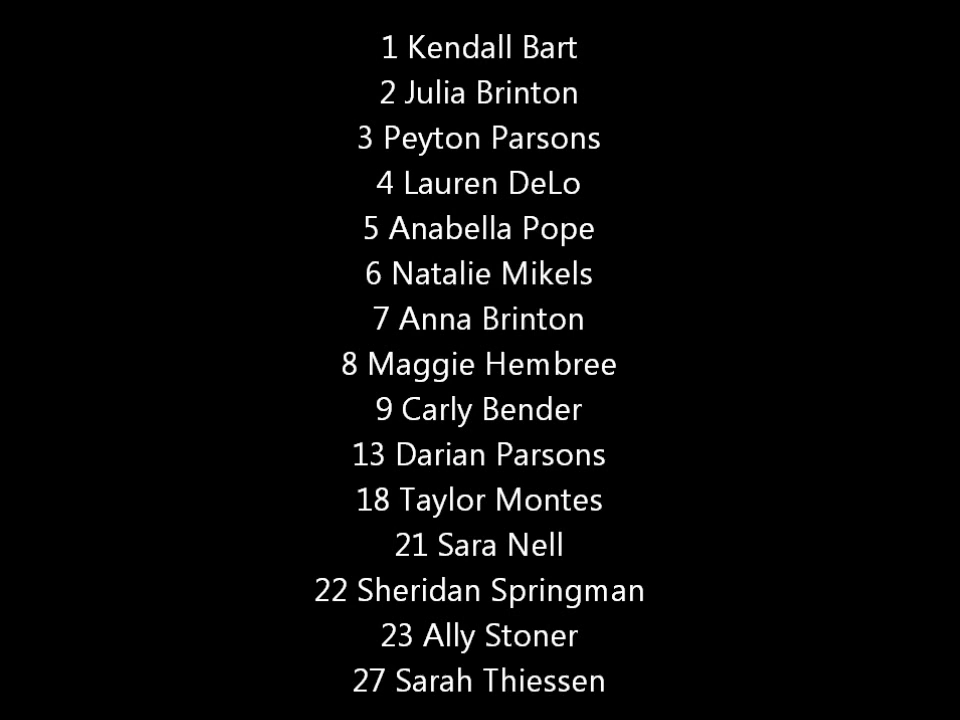 1 Kendall Bart
2 Julia Brinton
3 Peyton Parsons
4 Lauren DeLo
5 Anabella Pope
6 Natalie Mikels
7 Anna Brinton
8 Maggie Hembree
9 Carly Bender
13 Darian Parsons
18 Taylor Montes
21 Sara Nell
22 Sheridan Springman
23 Ally Stoner
27 Sarah Thiessen